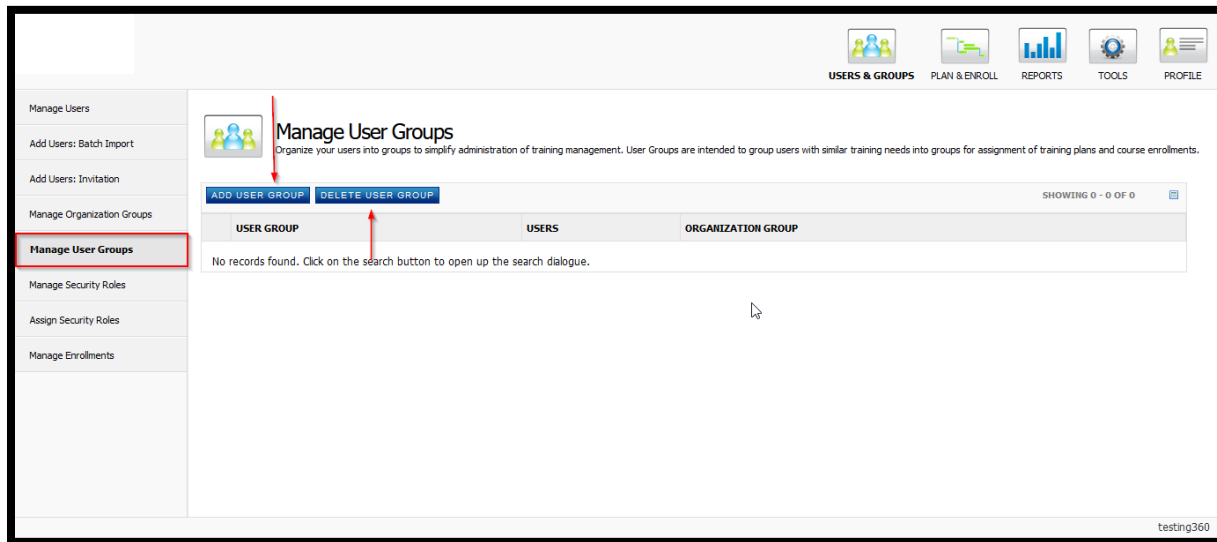 USERS & GROUPS PLAN & ENROLL REPORTS TOOLS PROFILE
Manage Users
Add Users: Batch Import
Add Users: Invitation
Manage Organization Groups
Manage User Groups
Manage Security Roles
Assign Security Roles
Manage Enrollments
Manage User Groups
Organize your users into groups to simplify administration of training management. User Groups are intended to group users with similar training needs into groups for assignment of training plans and course enrollments.
ADD USER GROUP DELETE USER GROUP SHOWING 0 - 0 OF 0
USER GROUP USERS ORGANIZATION GROUP
No records found. Click on the search button to open up the search dialogue.
testing360